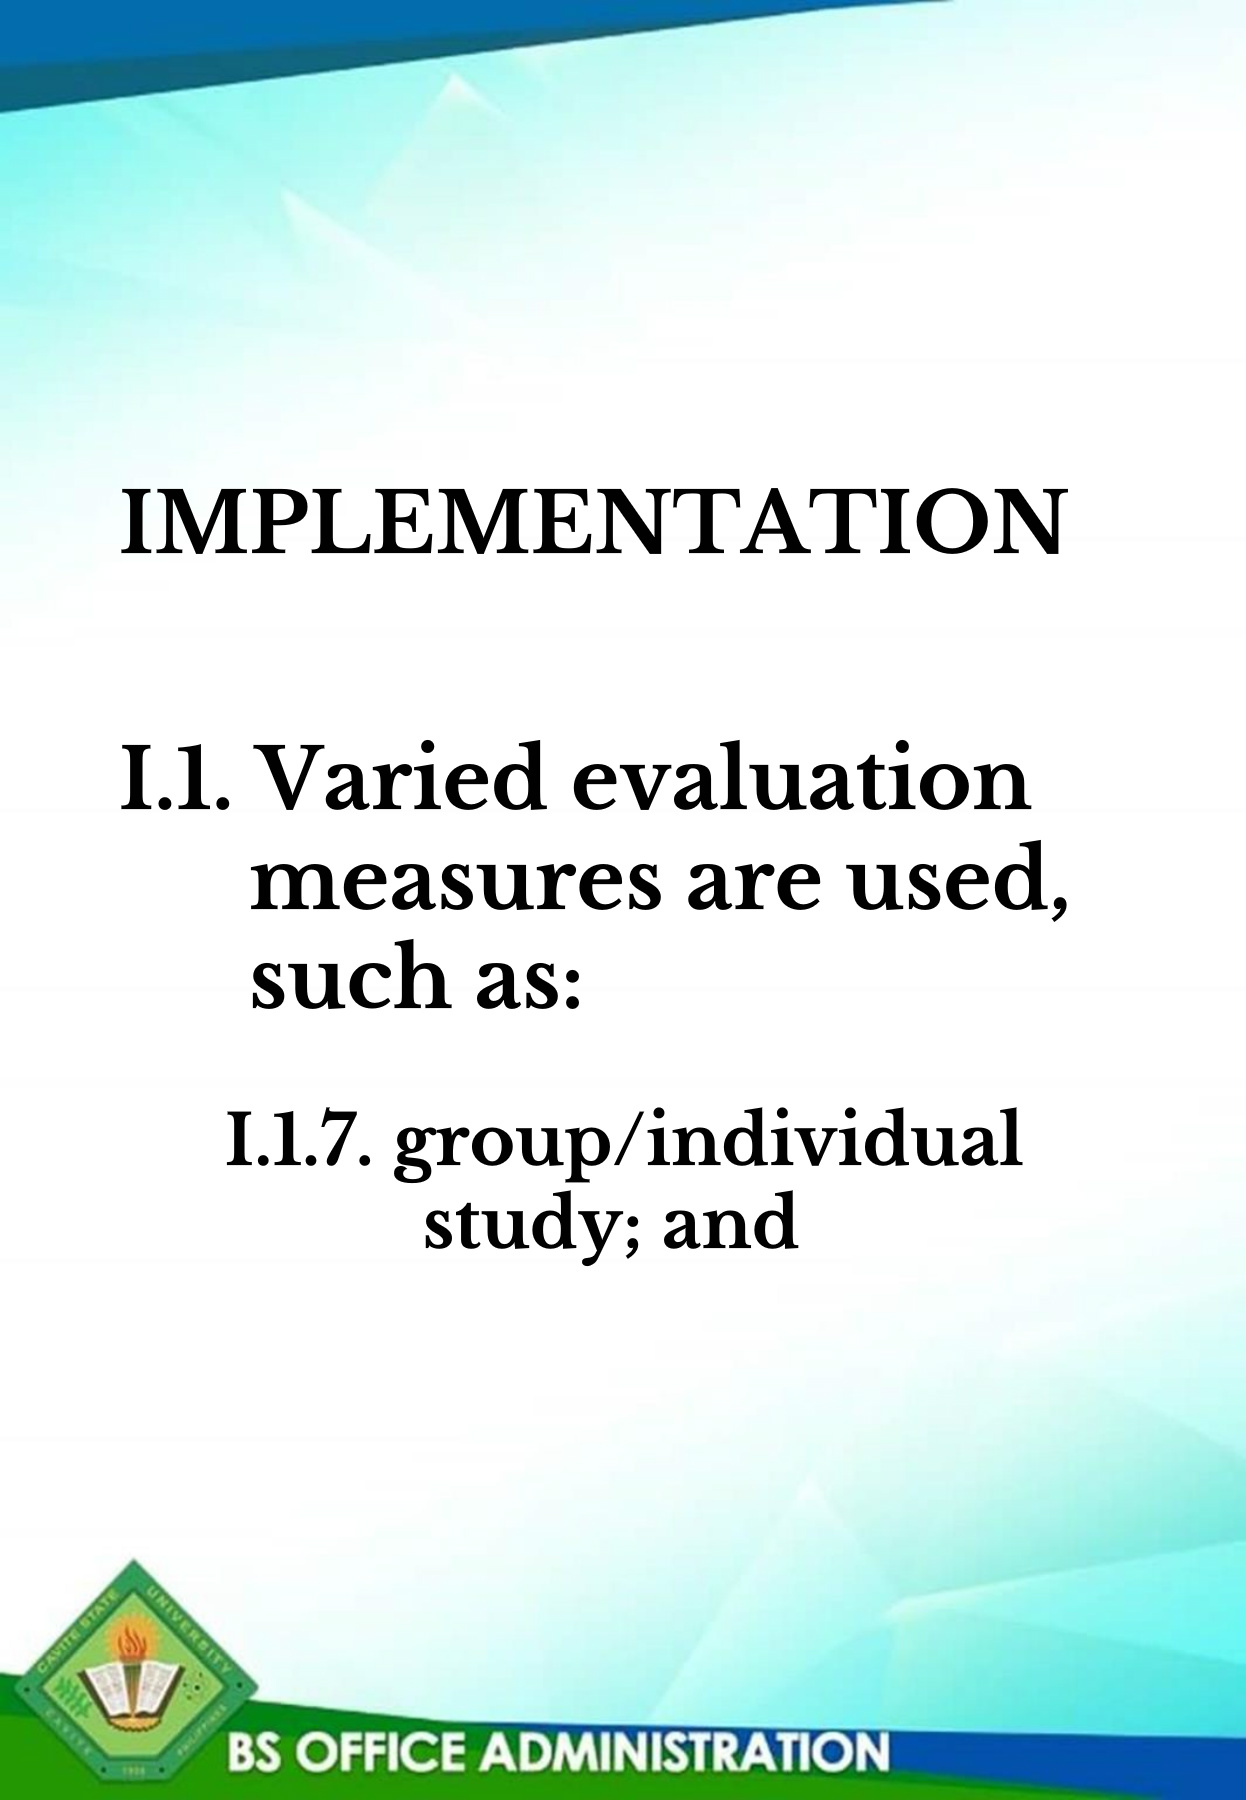 IMPLEMENTATION
I.1. Varied evaluation
measures are used,
such as:
I.1.7. group/individual
study; and
CAVITE STATE UNIVERSITY
CAVITE PHILIPPINES
1906
BS OFFICE ADMINISTRATION